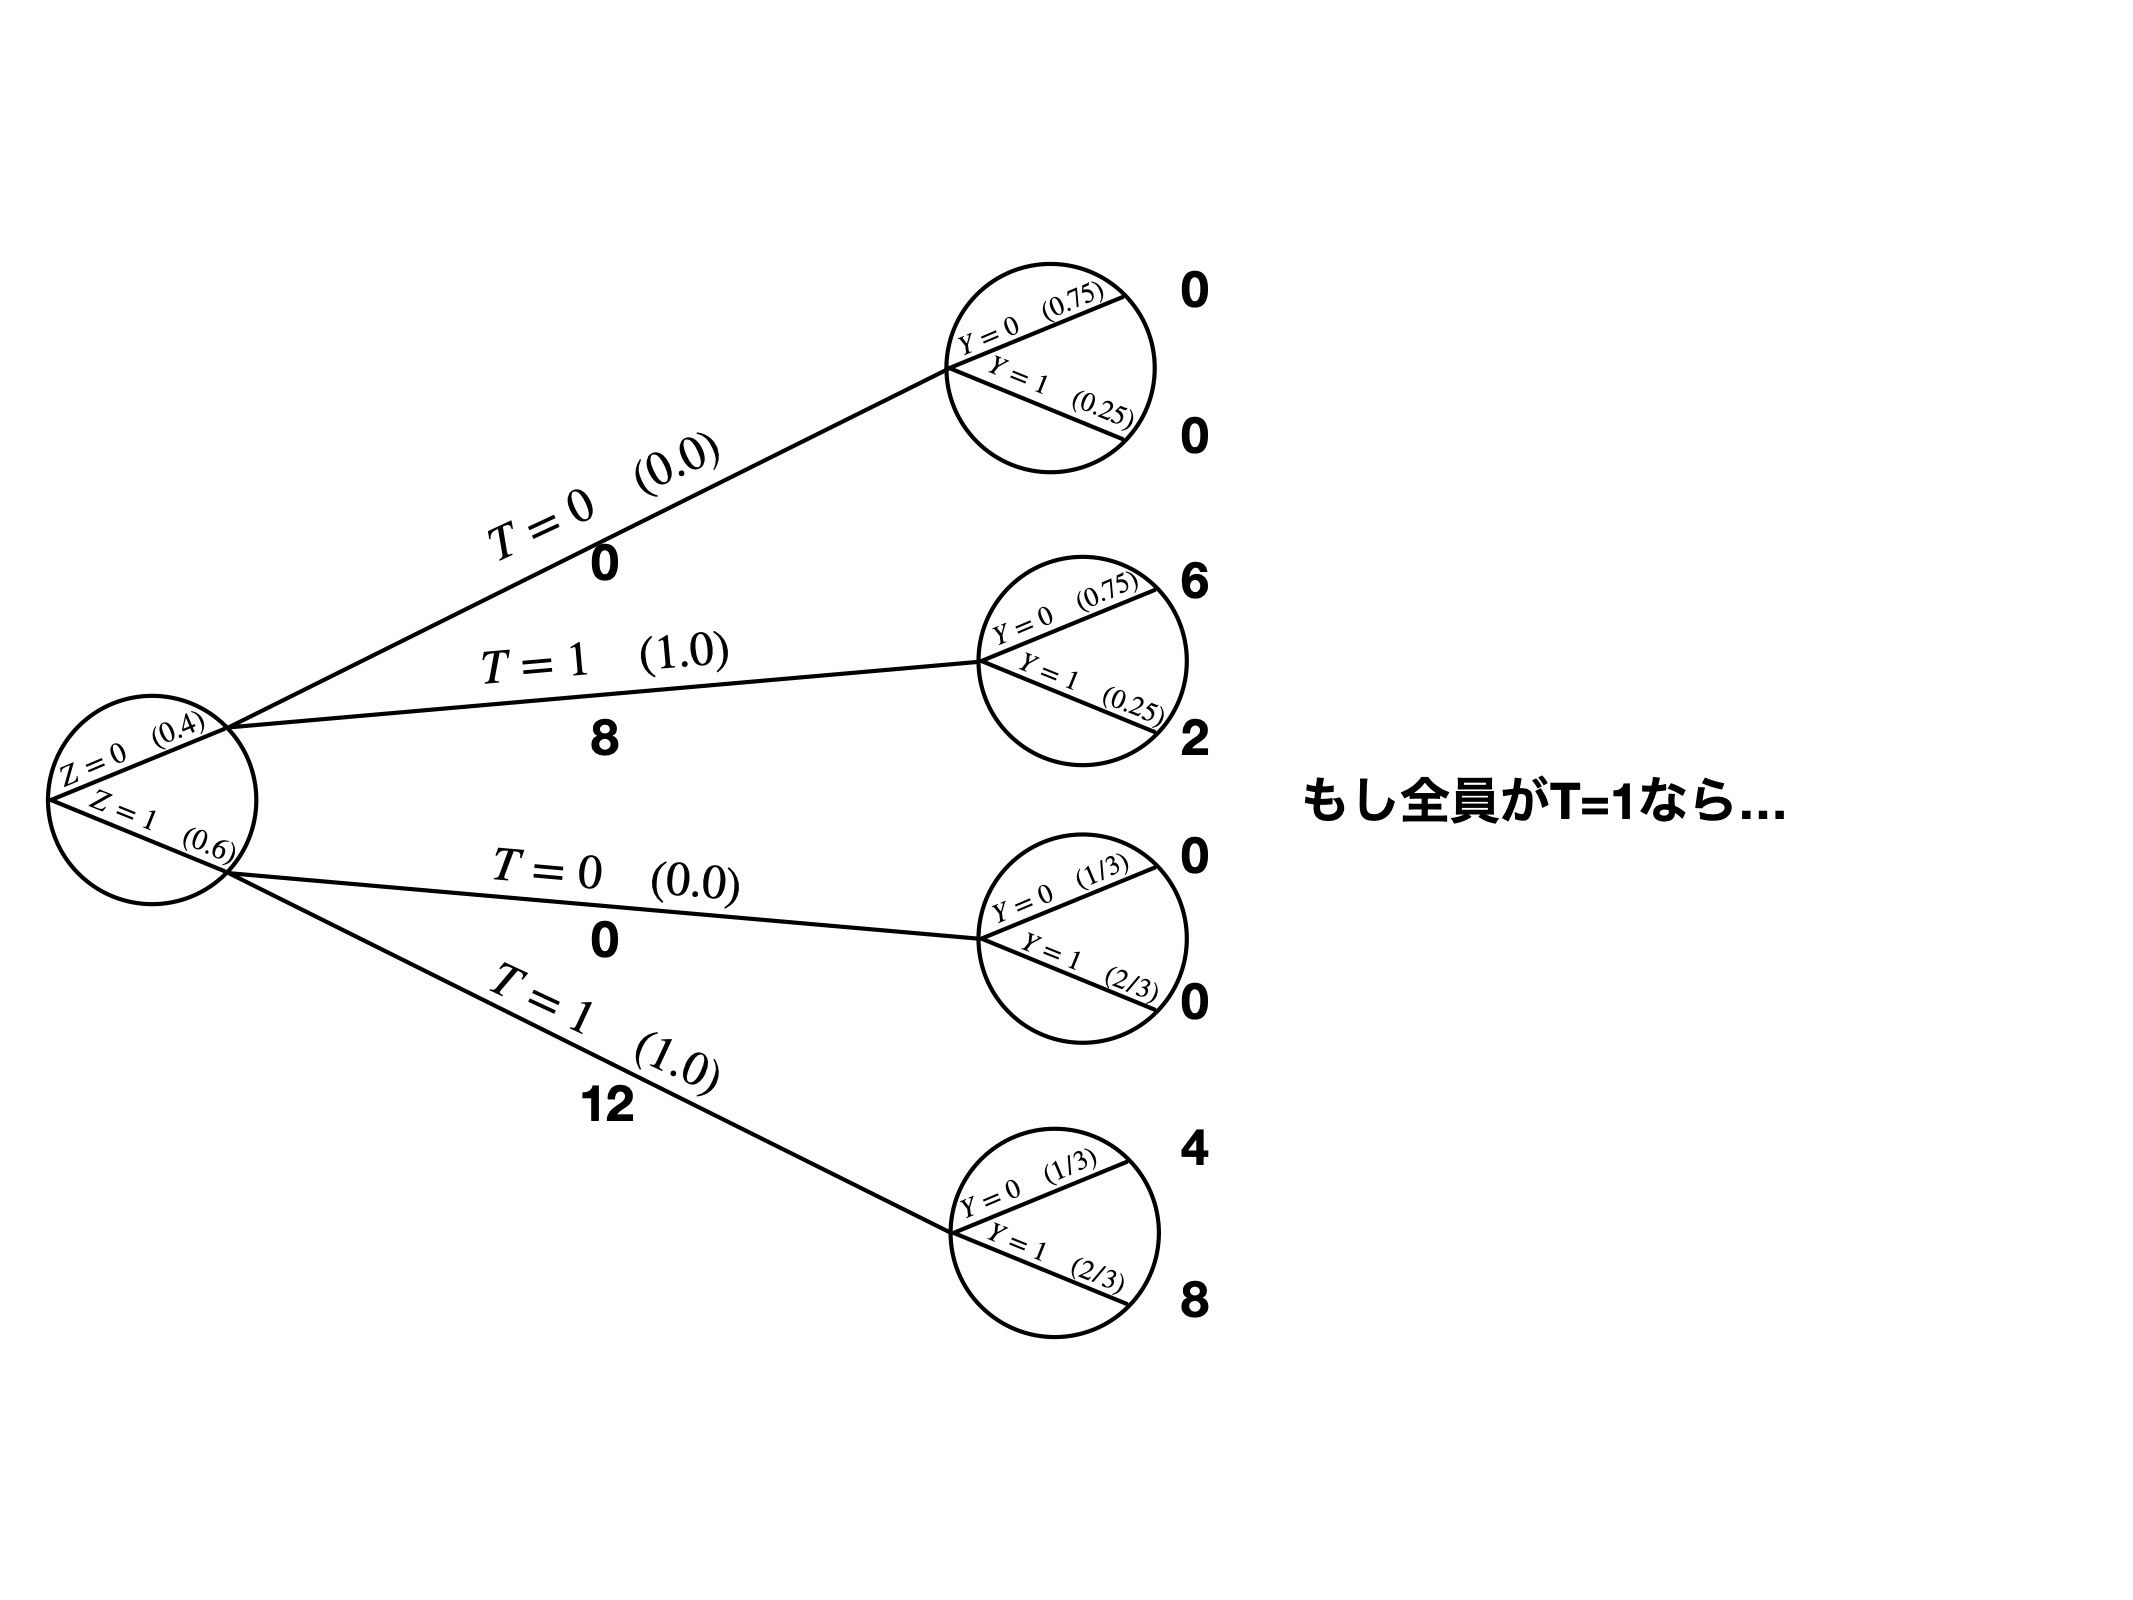 Z = 0 (0.4)
Z = 1 (0.6)
T = 0 (0.0)
0
T = 1 (1.0)
8
T = 0 (0.0)
0
T = 1 (1.0)
12
Y = 0 (0.75)
0
Y = 1 (0.25)
0
Y = 0 (0.75)
6
Y = 1 (0.25)
2
Y = 0 (1/3)
0
Y = 1 (2/3)
0
Y = 0 (1/3)
4
Y = 1 (2/3)
8
もし全員がT=1なら...